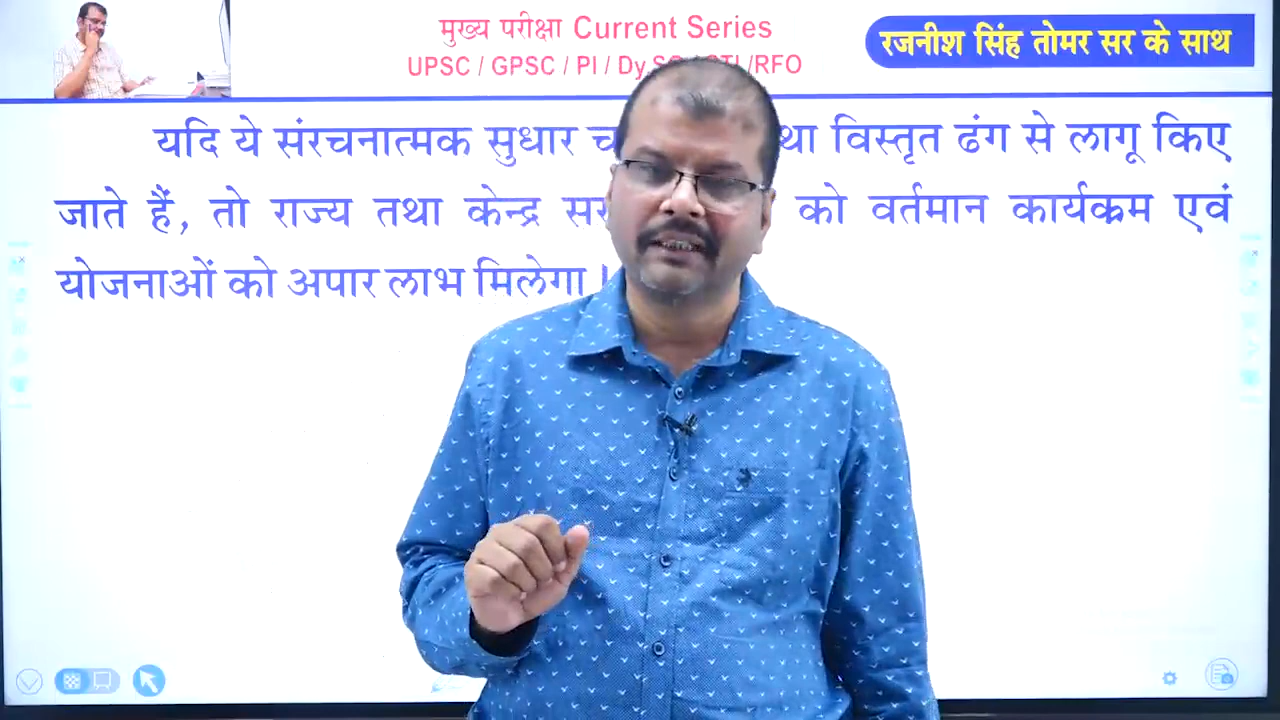 मुख्य परीक्षा Current Series
UPSC / GPSC / PI / Dy /RFO
रजनीश सिंह तोमर सर के साथ
यदि ये संरचनात्मक सुधार विस्तृत ढंग से लागू किए
जाते हैं, तो राज्य तथा केन्द्र को वर्तमान कार्यक्रम एवं
योजनाओं को अपार लाभ मिलेगा।